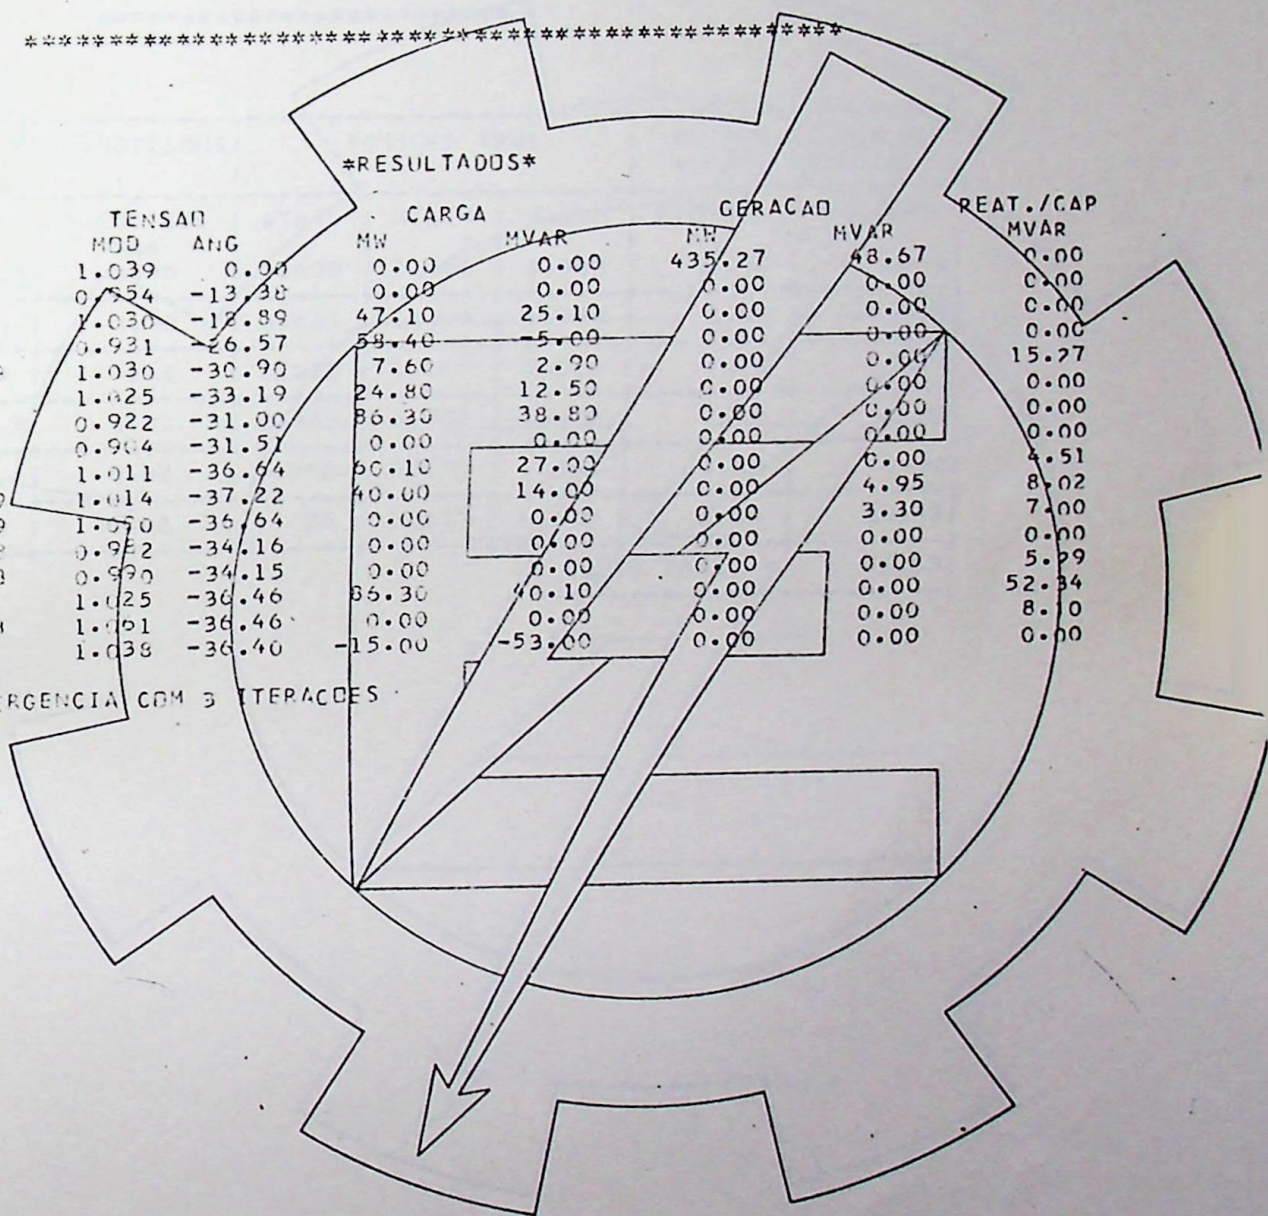 **************************************************
*RESULTADOS*
TENSAO CARGA GERACAO REAT./CAP
MOD ANG MW MVAR MW MVAR MVAR
1.039 0.00 0.00 0.00 435.27 48.67 0.00
0.954 -13.38 0.00 0.00 0.00 0.00 0.00
1.030 -13.89 47.10 25.10 0.00 0.00 0.00
0.931 -26.57 58.40 -5.00 0.00 0.00 0.00
1.030 -30.90 7.60 2.90 0.00 0.00 15.27
1.025 -33.19 24.80 12.50 0.00 0.00 0.00
0.922 -31.00 86.30 38.80 0.00 0.00 0.00
0.904 -31.51 0.00 0.00 0.00 0.00 0.00
1.011 -36.64 60.10 27.00 0.00 0.00 4.51
1.014 -37.22 40.00 14.00 0.00 4.95 8.02
-36.64 0.00 0.00 0.00 3.30 7.00
0.982 -34.16 0.00 0.00 0.00 0.00 0.00
0.990 -34.15 0.00 0.00 0.00 0.00 5.29
1.025 -36.46 86.30 40.10 0.00 0.00 52.34
1.061 -36.46 0.00 0.00 0.00 0.00 8.10
1.038 -36.40 -15.00 -53.00 0.00 0.00 0.00
RGENCIA COM 3 ITERACOES